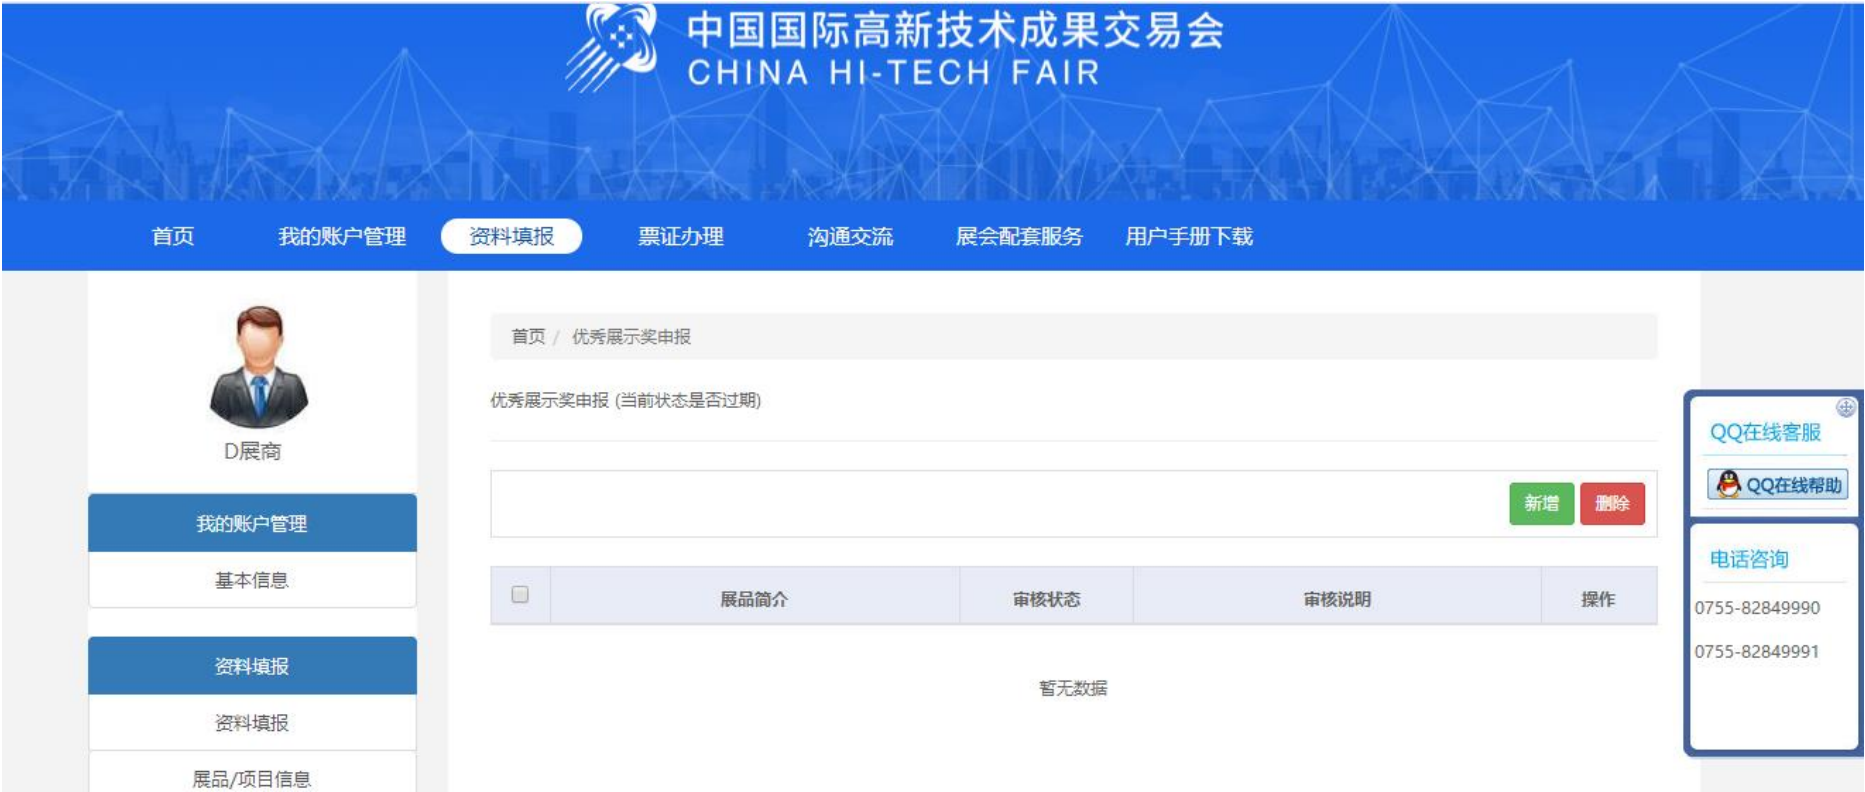 中国国际高新技术成果交易会
CHINA HI-TECH FAIR
首页 我的账户管理 资料填报 票证办理 沟通交流 展会配套服务 用户手册下载
D展商
我的账户管理
基本信息
资料填报
资料填报
展品/项目信息
首页 / 优秀展示奖申报
优秀展示奖申报 (当前状态是否过期)
新增 删除
展品简介 审核状态 审核说明 操作
暂无数据
QQ在线客服
QQ在线帮助
电话咨询
0755-82849990
0755-82849991